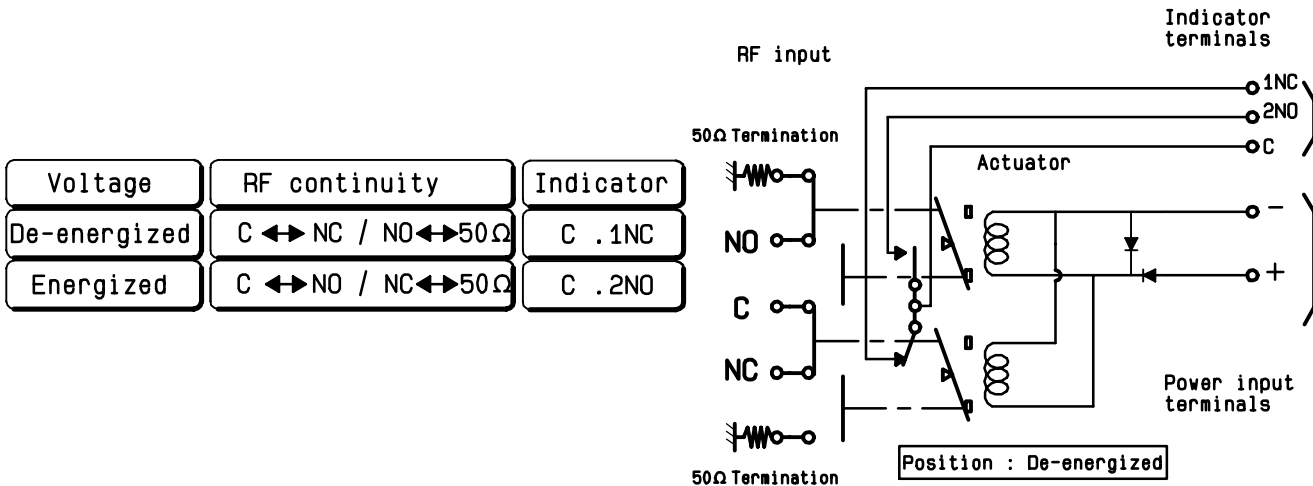 Voltage
RF continuity
Indicator
De-energized
C ↔ NC / NO↔50Ω
C .1NC
Energized
C ↔ NO / NC↔50Ω
C .2NO
Indicator
terminals
RF input
1NC
2NO
C
50Ω Termination
Actuator
NO
-
+
C
NC
Power input
terminals
50Ω Termination
Position : De-energized